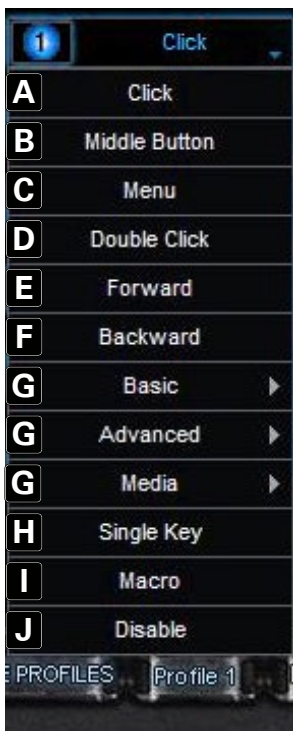 1 Click
A Click
B Middle Button
C Menu
D Double Click
E Forward
F Backward
G Basic
G Advanced
G Media
H Single Key
I Macro
J Disable
E PROFILES Profile 1